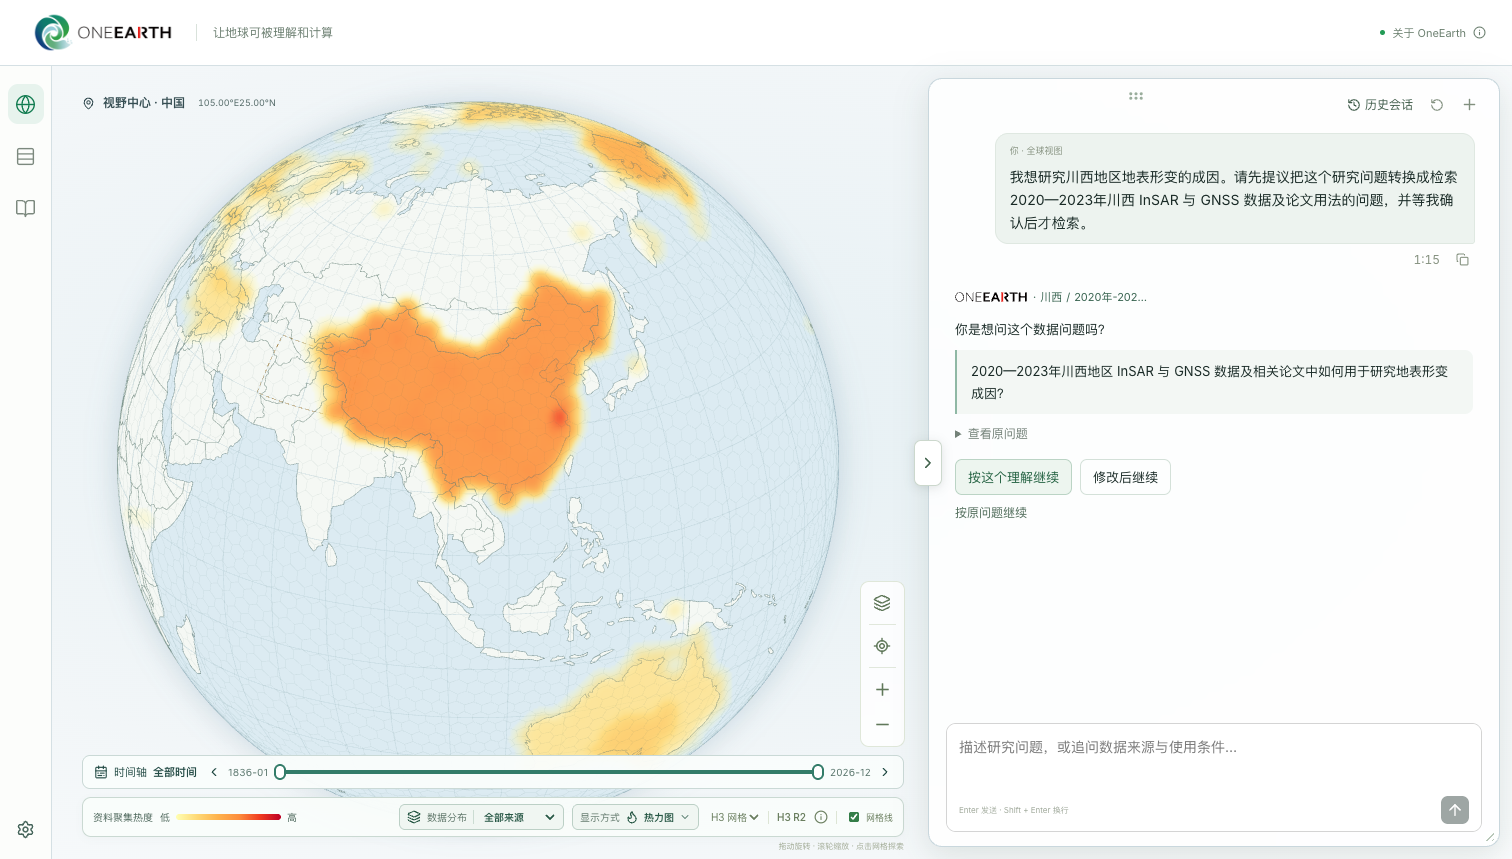 ONEEARTH
让地球可被理解和计算
关于 OneEarth
视野中心 · 中国
105.00°E25.00°N
历史会话
你 · 全球视图
我想研究川西地区地表形变的成因。请先提议把这个研究问题转换成检索
2020—2023年川西 InSAR 与 GNSS 数据及论文用法的问题，并等我确
认后才检索。
1:15
ONEEARTH · 川西 / 2020年-202...
你是想问这个数据问题吗？
2020—2023年川西地区 InSAR 与 GNSS 数据及相关论文中如何用于研究地表形变
成因？
查看原问题
按这个理解继续
修改后继续
按原问题继续
描述研究问题，或追问数据来源与使用条件...
Enter 发送 · Shift + Enter 换行
时间轴 全部时间 1836-01 2026-12
资料聚集热度 低 高 数据分布 全部来源 显示方式 热力图 H3 网格 H3 R2 网格线
拖动旋转 · 滚轮缩放 · 点击网格探索